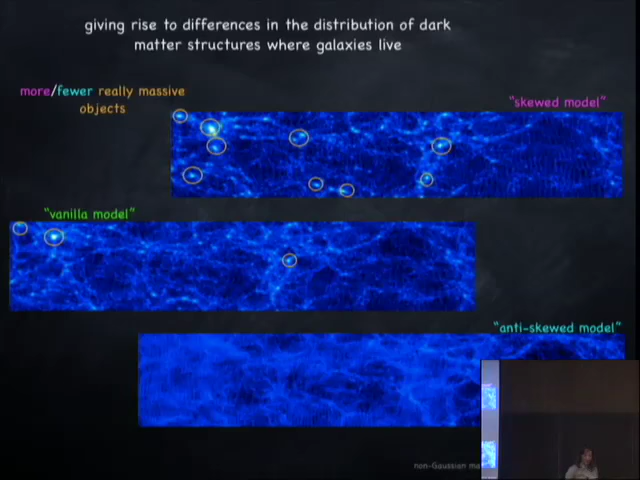 giving rise to differences in the distribution of dark
matter structures where galaxies live
more/fewer really massive
objects
"skewed model"
"vanilla model"
"anti-skewed model"
non-Gaussian